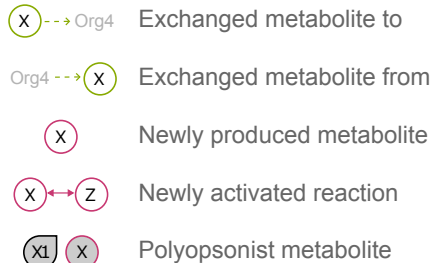 X Org4 Exchanged metabolite to
Org4 X Exchanged metabolite from
X Newly produced metabolite
X Z Newly activated reaction
X1 X Polyopsonist metabolite